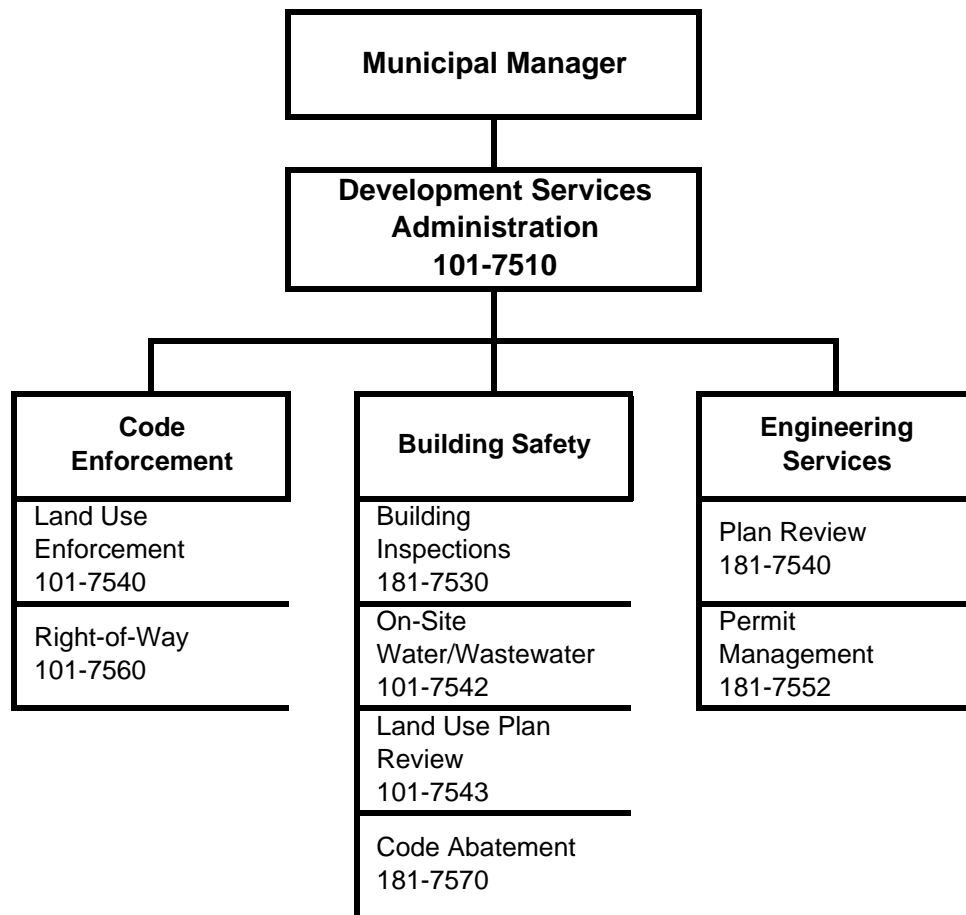 Municipal Manager
Development Services
Administration
101-7510
Code
Enforcement
Land Use
Enforcement
101-7540
Right-of-Way
101-7560
Building Safety
Building
Inspections
181-7530
On-Site
Water/Wastewater
101-7542
Land Use Plan
Review
101-7543
Code Abatement
181-7570
Engineering
Services
Plan Review
181-7540
Permit
Management
181-7552